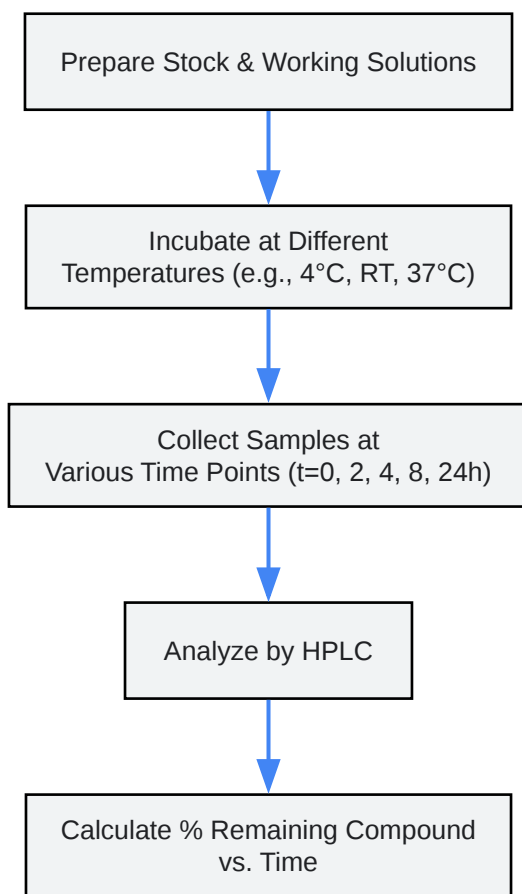 Prepare Stock & Working Solutions
Incubate at Different
Temperatures (e.g., 4°C, RT, 37°C)
Collect Samples at
Various Time Points (t=0, 2, 4, 8, 24h)
Analyze by HPLC
Calculate % Remaining Compound
vs. Time